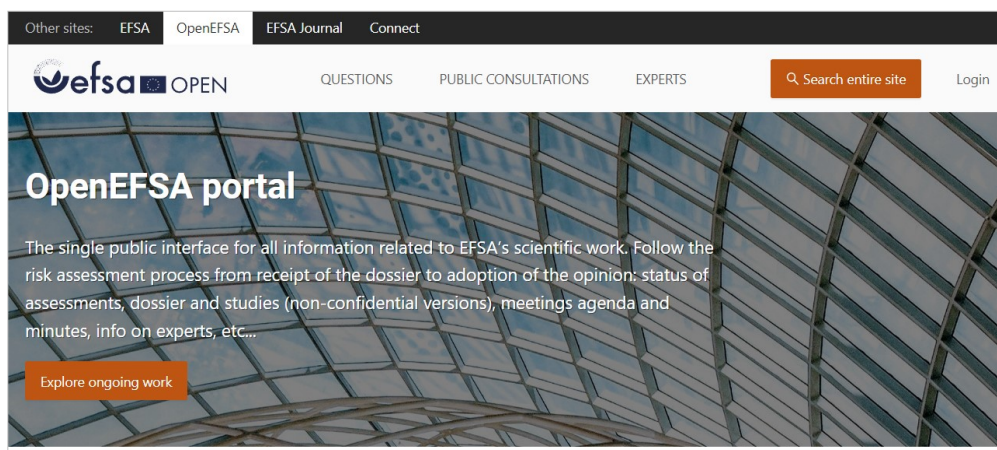 Other sites: EFSA OpenEFSA EFSA Journal Connect
efsa OPEN QUESTIONS PUBLIC CONSULTATIONS EXPERTS Search entire site Login
OpenEFSA portal
The single public interface for all information related to EFSA's scientific work. Follow the
risk assessment process from receipt of the dossier to adoption of the opinion: status of
assessments, dossier and studies (non-confidential versions), meetings agenda and
minutes, info on experts, etc...
Explore ongoing work